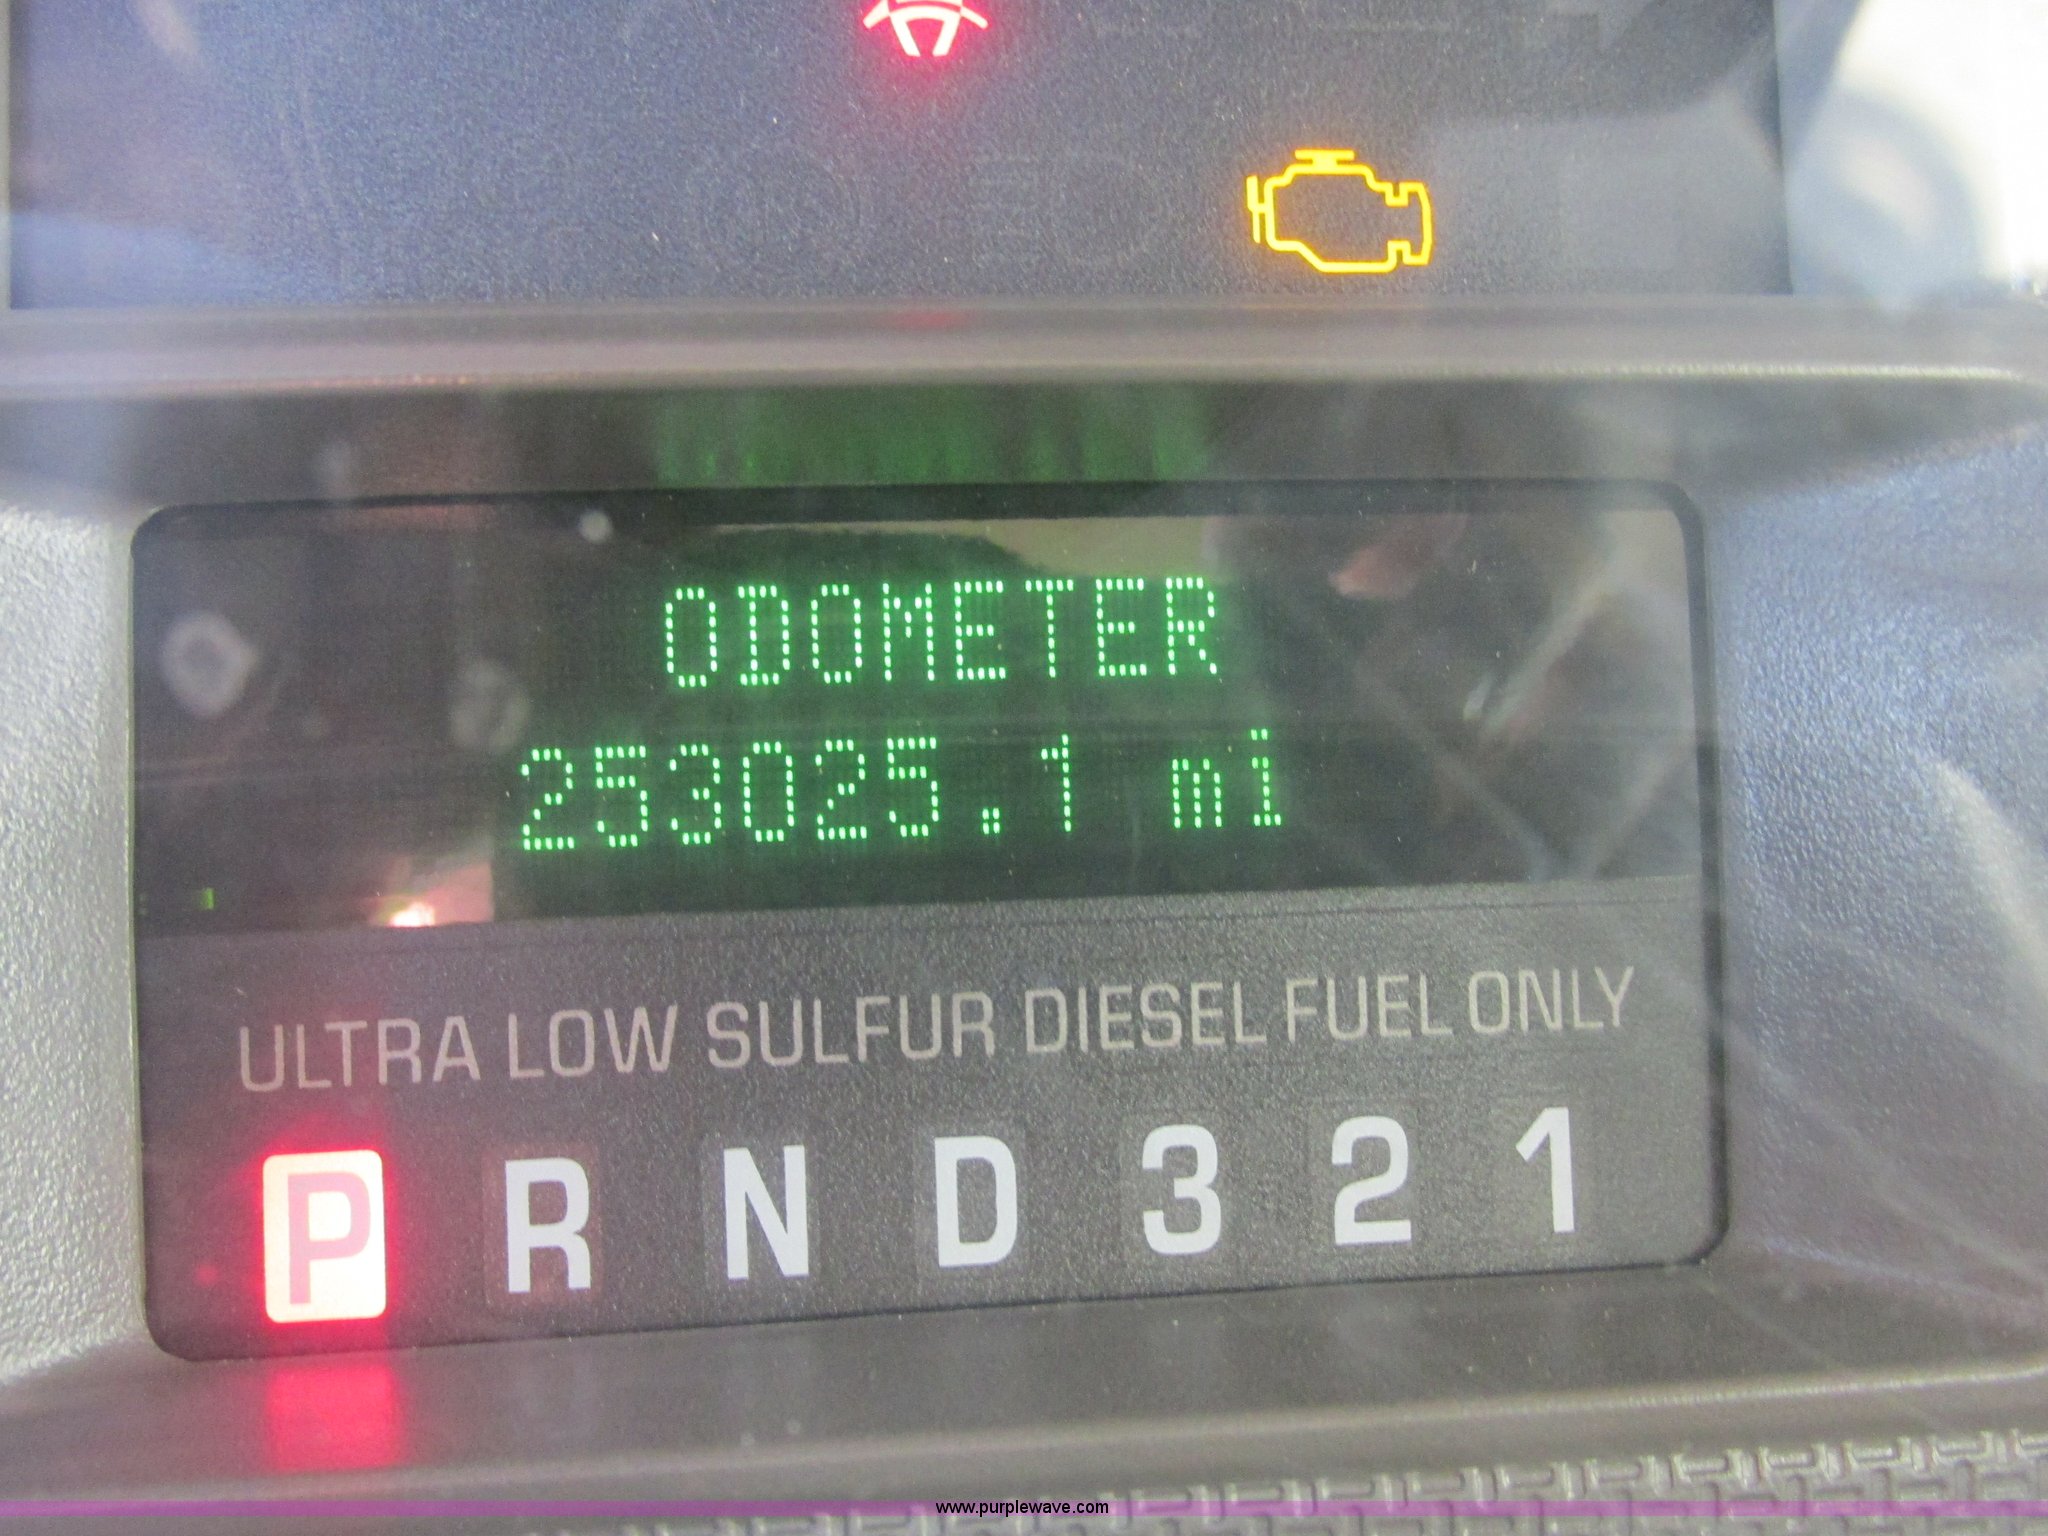 ODOMETER
253025.1 mi
ULTRA LOW SULFUR DIESEL FUEL ONLY
P R N D 3 2 1
www.purplewave.com